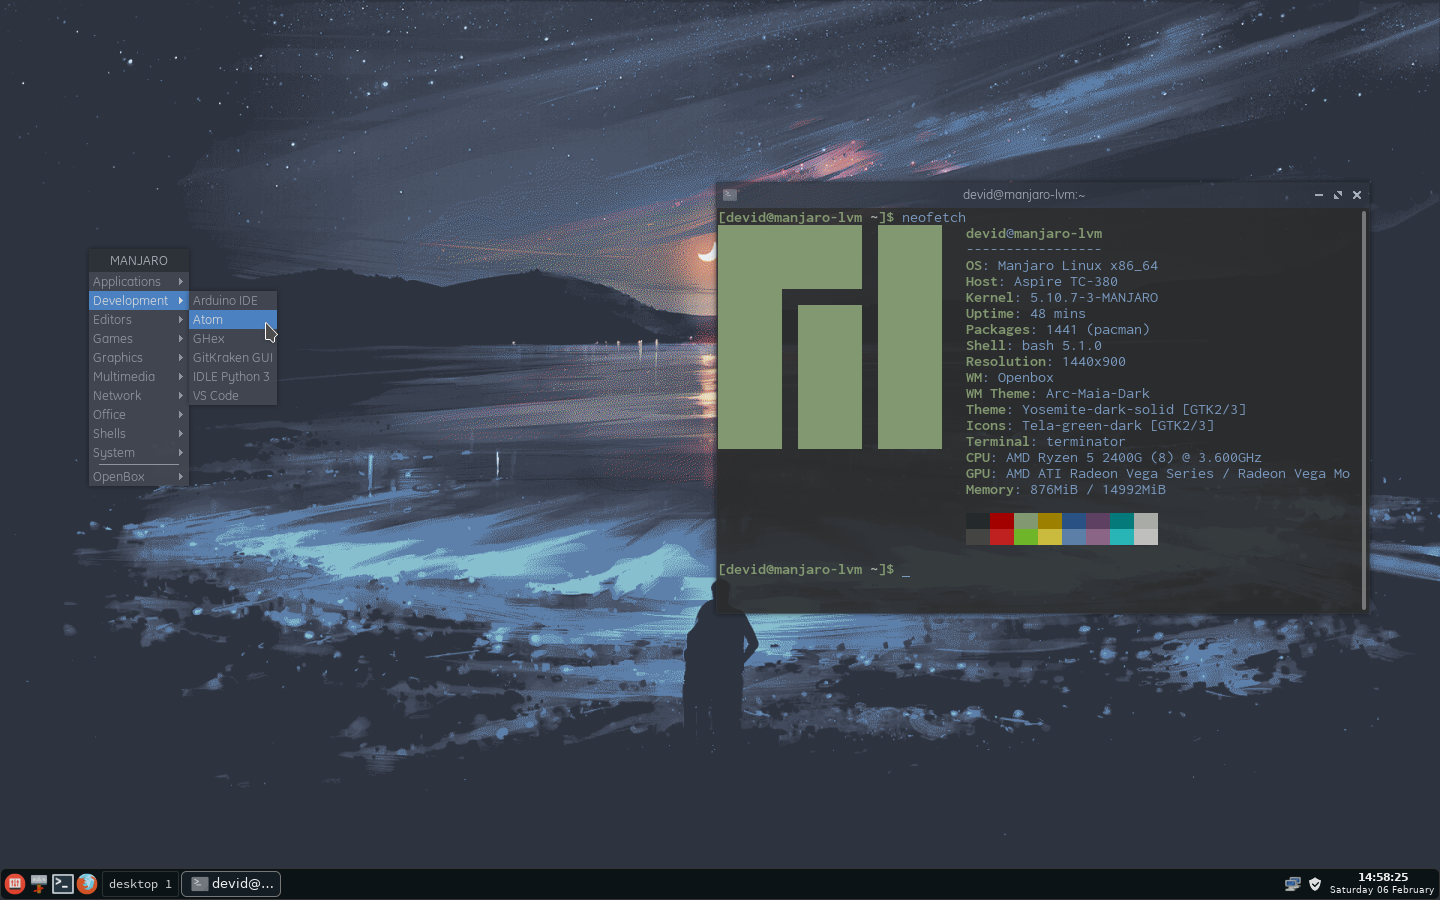 MANJARO
Applications
Development
Editors
Games
Graphics
Multimedia
Network
Office
Shells
System
OpenBox
Arduino IDE
Atom
GHex
GitKraken GUI
IDLE Python 3
VS Code
devid@manjaro-lvm:~
[devid@manjaro-lvm ~]$ neofetch
devid@manjaro-lvm
-----------------
OS: Manjaro Linux x86_64
Host: Aspire TC-380
Kernel: 5.10.7-3-MANJARO
Uptime: 48 mins
Packages: 1441 (pacman)
Shell: bash 5.1.0
Resolution: 1440x900
WM: Openbox
WM Theme: Arc-Maia-Dark
Theme: Yosemite-dark-solid [GTK2/3]
Icons: Tela-green-dark [GTK2/3]
Terminal: terminator
CPU: AMD Ryzen 5 2400G (8) @ 3.600GHz
GPU: AMD ATI Radeon Vega Series / Radeon Vega Mo
Memory: 876MiB / 14992MiB
[devid@manjaro-lvm ~]$ _
desktop 1
devid@...
14:58:25
Saturday 06 February